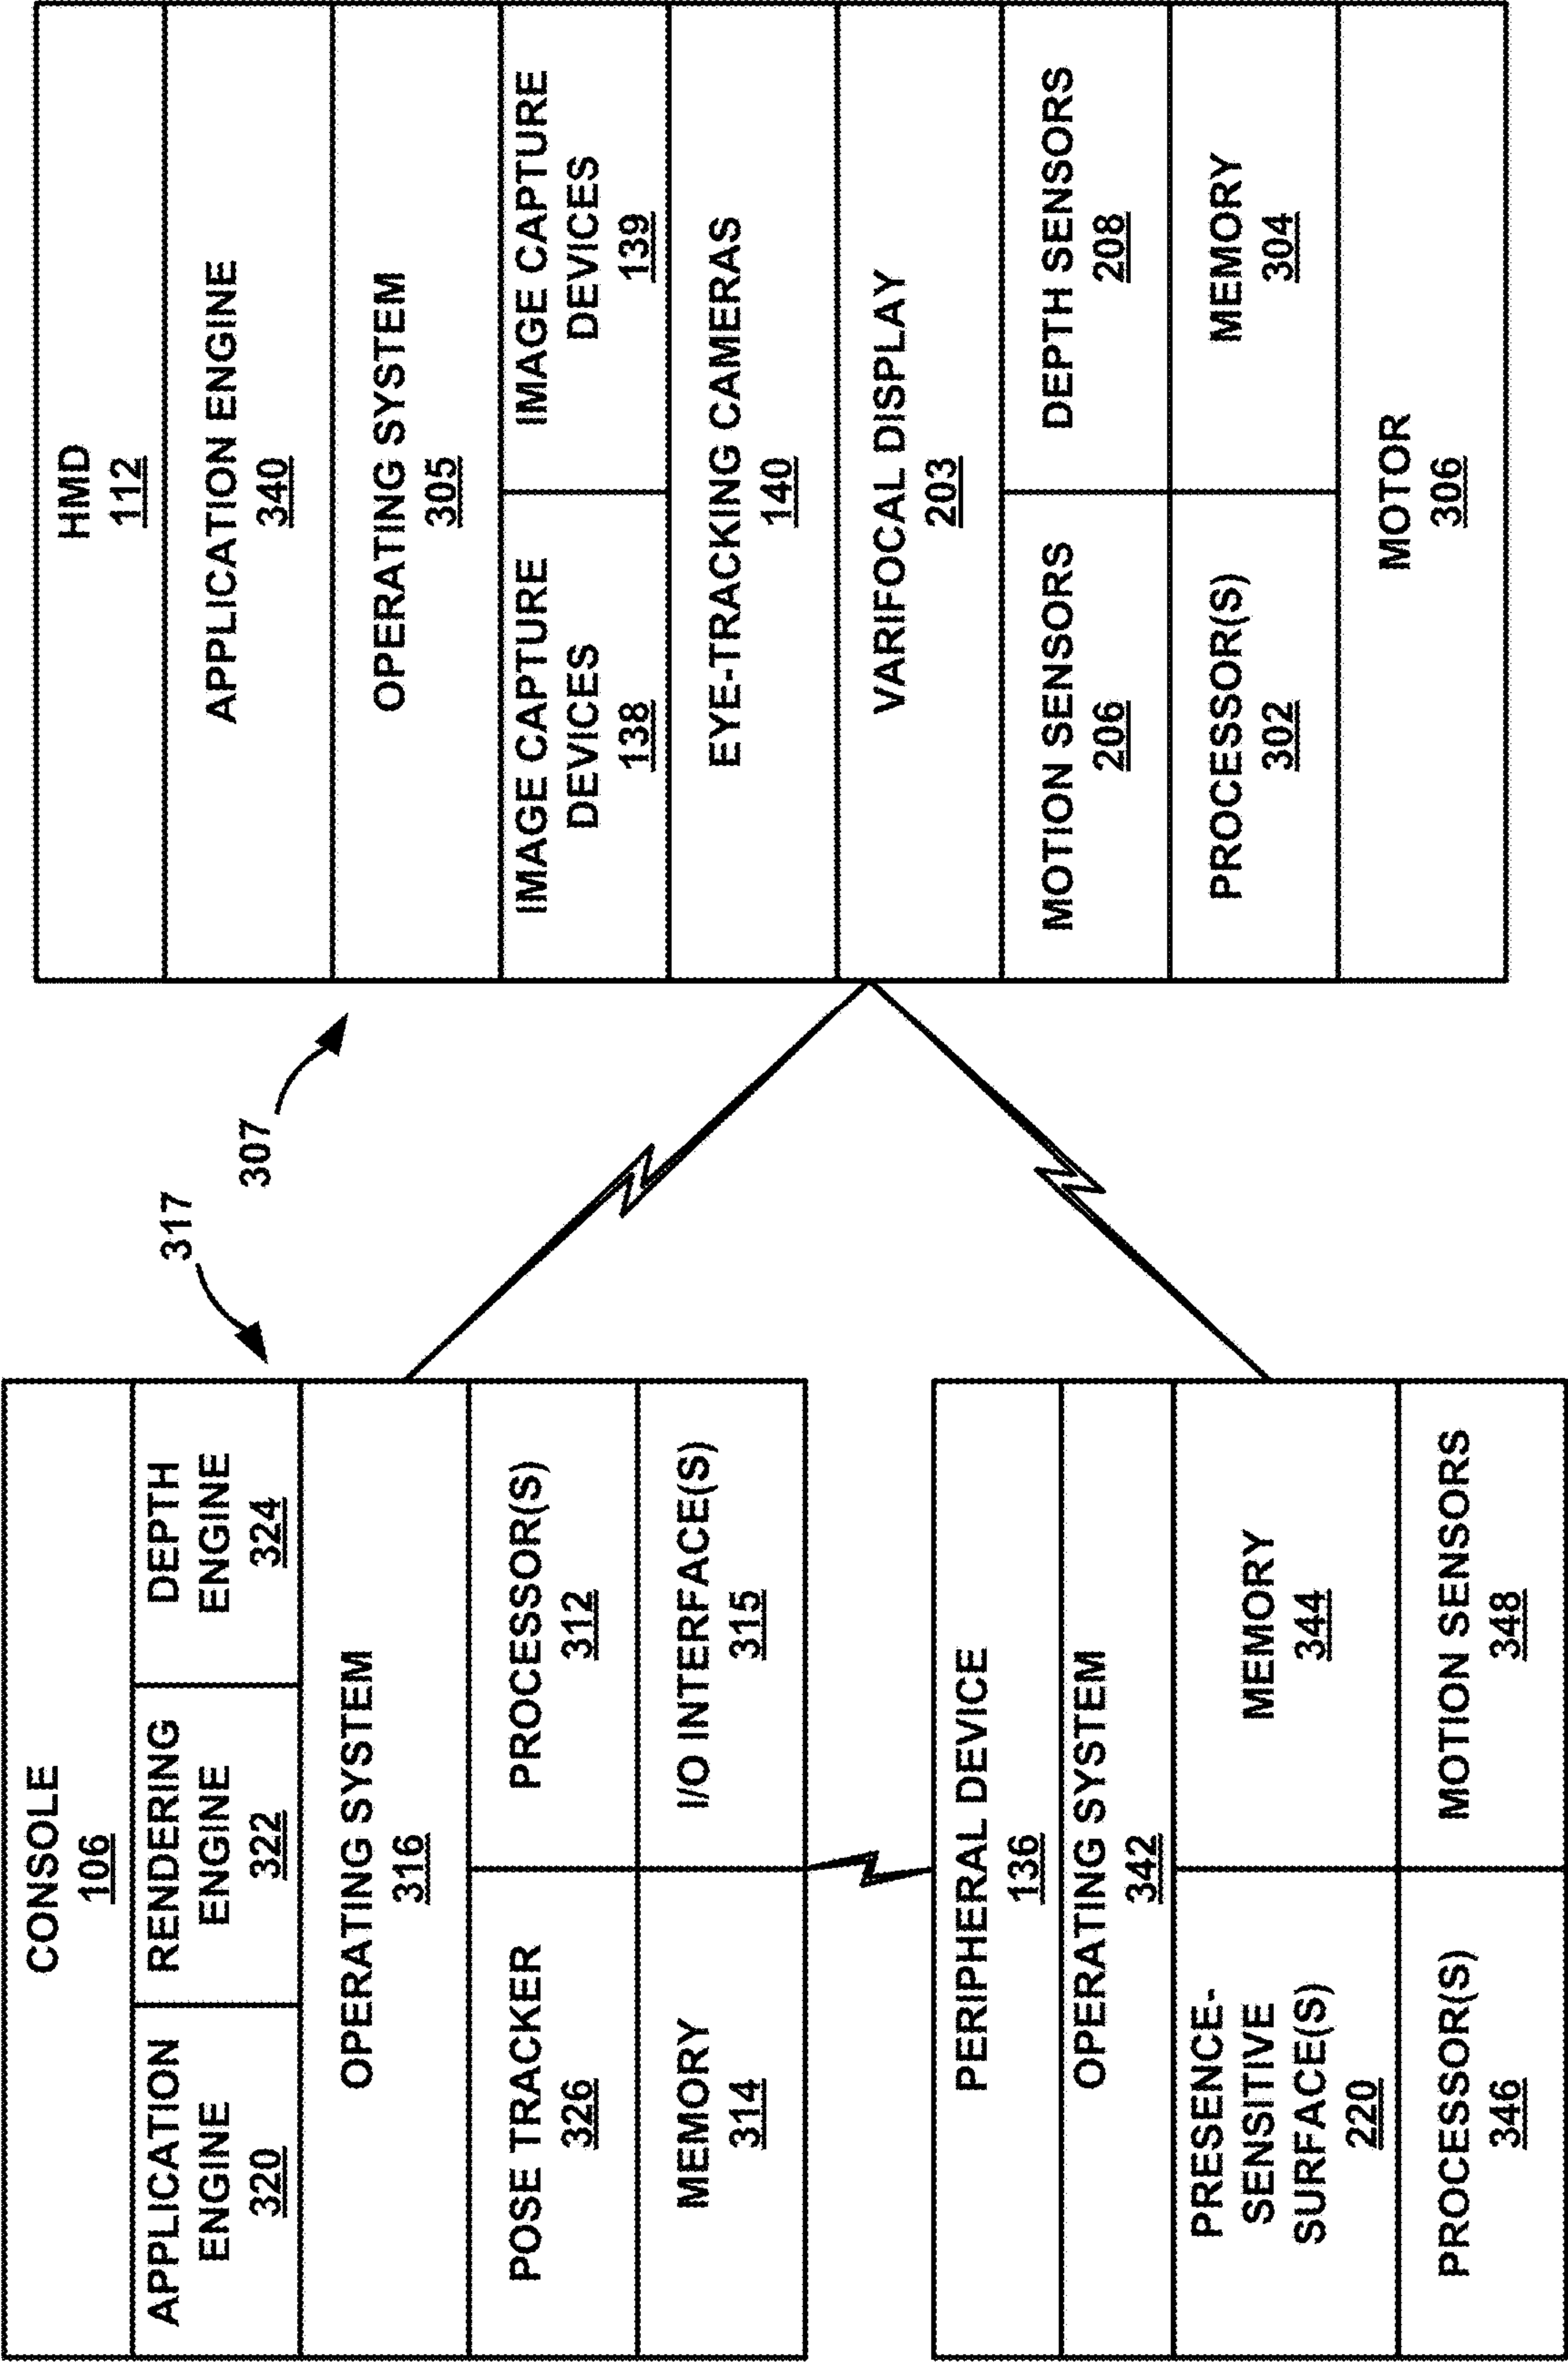 CONSOLE
106
APPLICATION
ENGINE
320
RENDERING
ENGINE
322
DEPTH
ENGINE
324
OPERATING SYSTEM
316
POSE TRACKER
326
PROCESSOR(S)
312
MEMORY
314
I/O INTERFACE(S)
315
317
307
HMD
112
APPLICATION ENGINE
340
OPERATING SYSTEM
305
IMAGE CAPTURE
DEVICES
138
IMAGE CAPTURE
DEVICES
139
EYE-TRACKING CAMERAS
140
VARIFOCAL DISPLAY
203
MOTION SENSORS
206
DEPTH SENSORS
208
PROCESSOR(S)
302
MEMORY
304
MOTOR
306
PERIPHERAL DEVICE
136
OPERATING SYSTEM
342
PRESENCE-
SENSITIVE
SURFACE(S)
220
MEMORY
344
PROCESSOR(S)
346
MOTION SENSORS
348